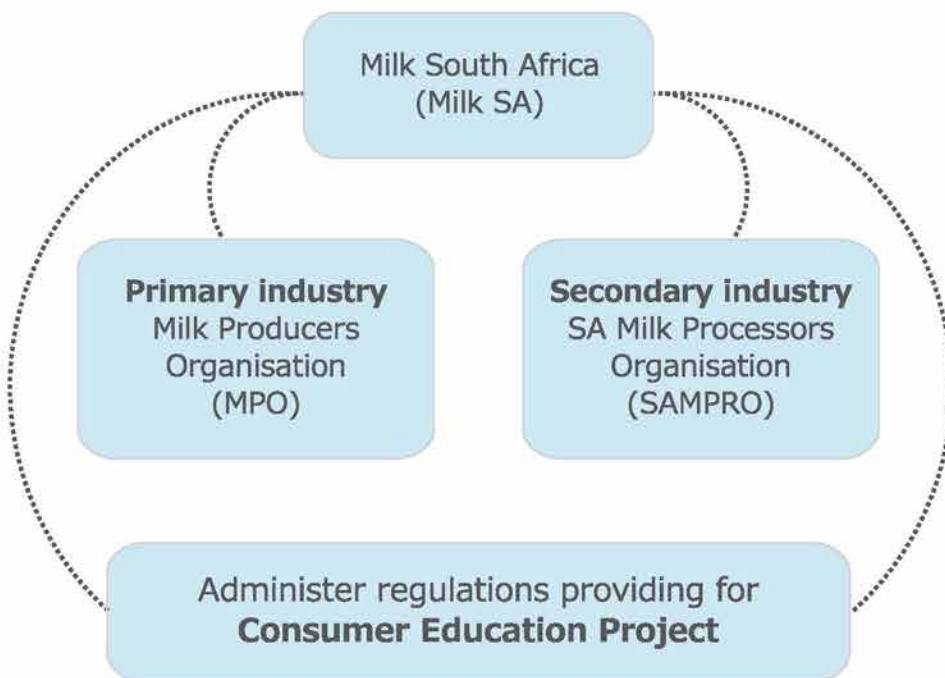 Milk South Africa
(Milk SA)
Primary industry
Milk Producers
Organisation
(MPO)
Secondary industry
SA Milk Processors
Organisation
(SAMPRO)
Administer regulations providing for
Consumer Education Project